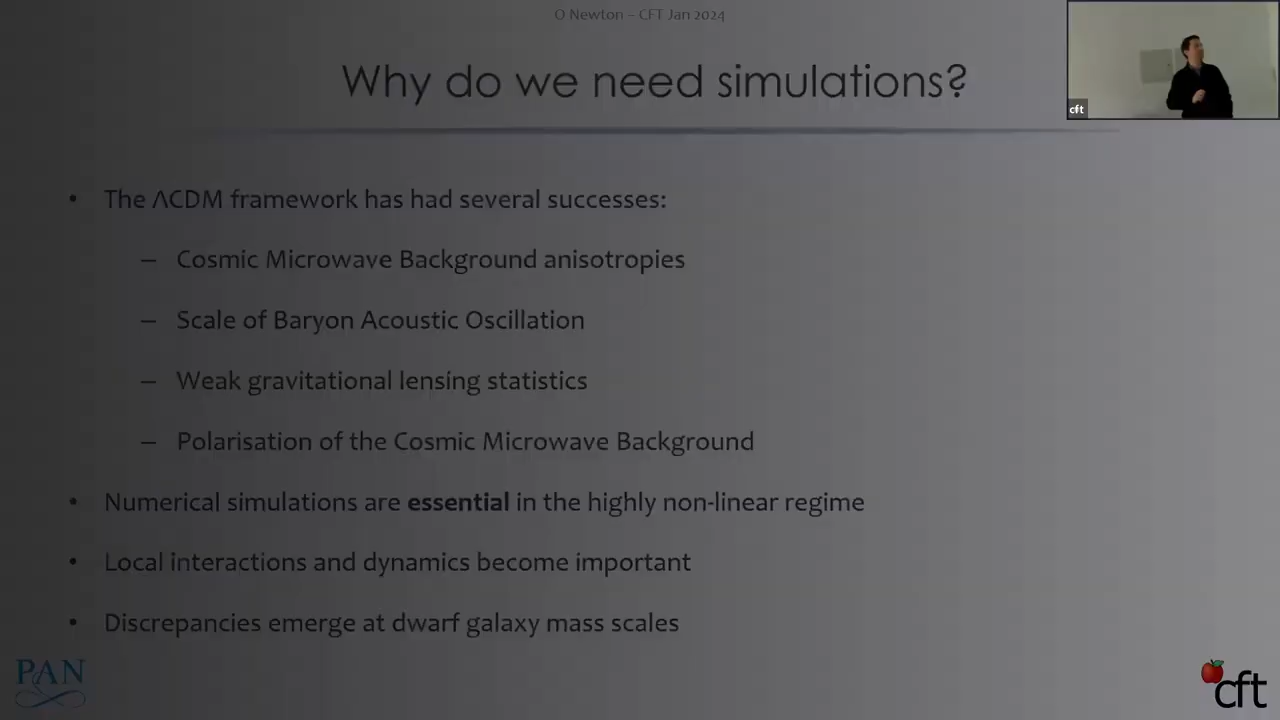 O Newton – CFT Jan 2024
cft
Why do we need simulations?
• The ΛCDM framework has had several successes:
– Cosmic Microwave Background anisotropies
– Scale of Baryon Acoustic Oscillation
– Weak gravitational lensing statistics
– Polarisation of the Cosmic Microwave Background
• Numerical simulations are essential in the highly non-linear regime
• Local interactions and dynamics become important
• Discrepancies emerge at dwarf galaxy mass scales
PAN
cft